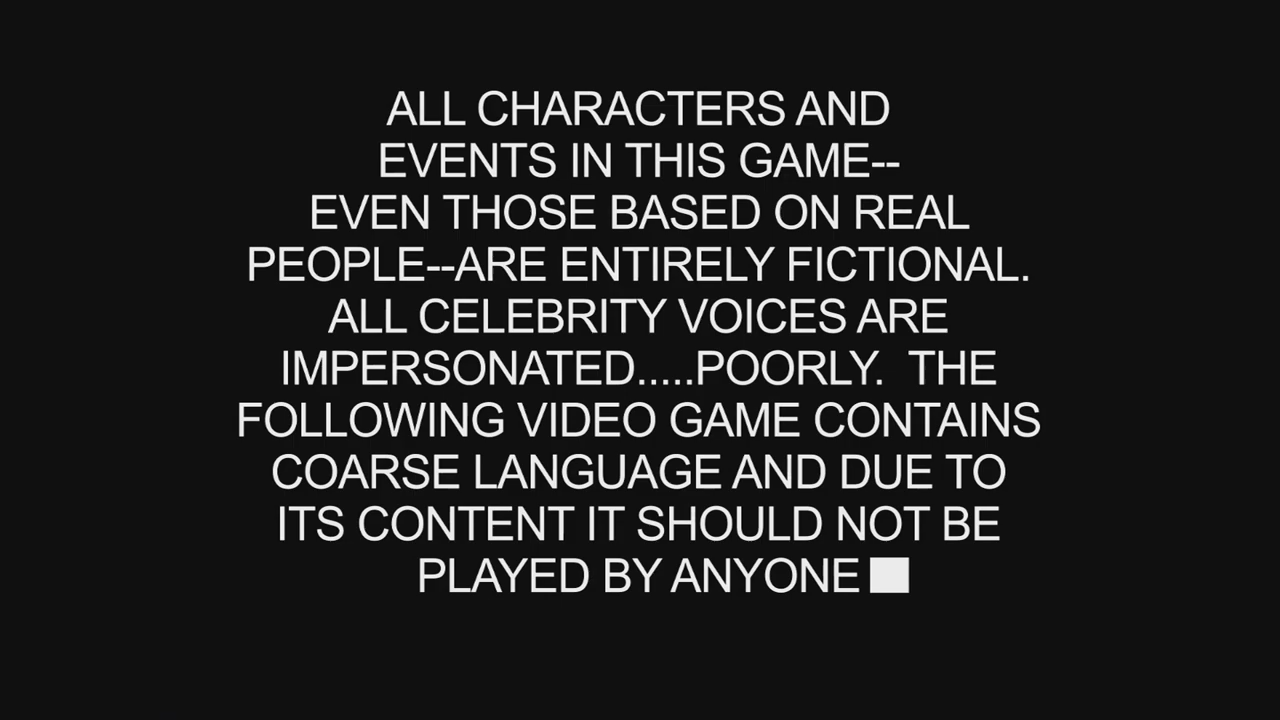 ALL CHARACTERS AND
EVENTS IN THIS GAME--
EVEN THOSE BASED ON REAL
PEOPLE--ARE ENTIRELY FICTIONAL.
ALL CELEBRITY VOICES ARE
IMPERSONATED.....POORLY.  THE
FOLLOWING VIDEO GAME CONTAINS
COARSE LANGUAGE AND DUE TO
ITS CONTENT IT SHOULD NOT BE
PLAYED BY ANYONE